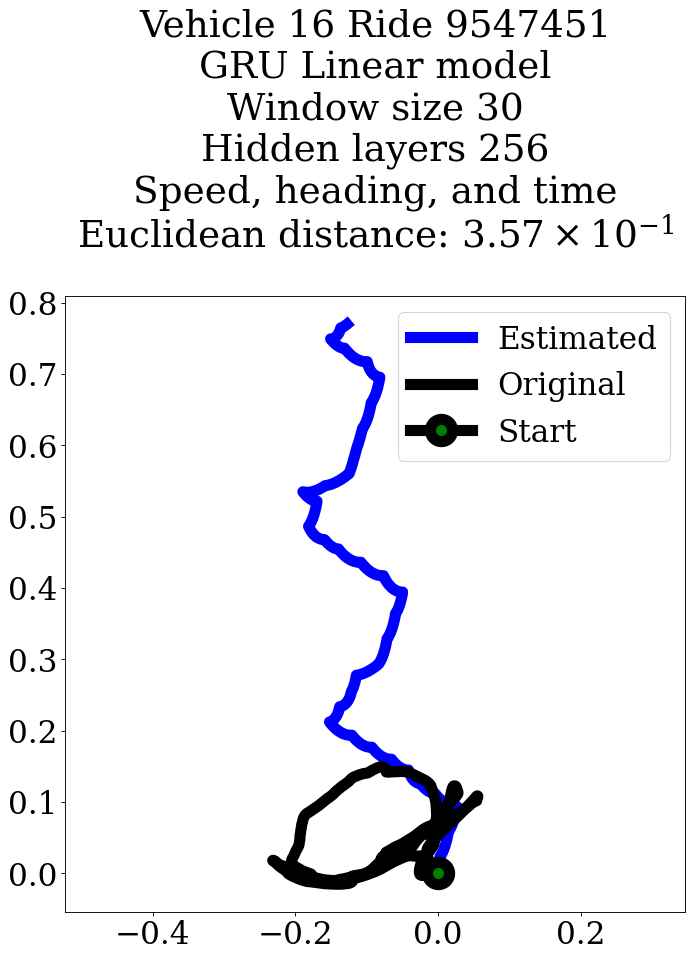 Vehicle 16 Ride 9547451
GRU Linear model
Window size 30
Hidden layers 256
Speed, heading, and time
Euclidean distance: 3.57 × 10⁻¹
0.8
0.7
0.6
0.5
0.4
0.3
0.2
0.1
0.0
Estimated
Original
Start
−0.4
−0.2
0.0
0.2